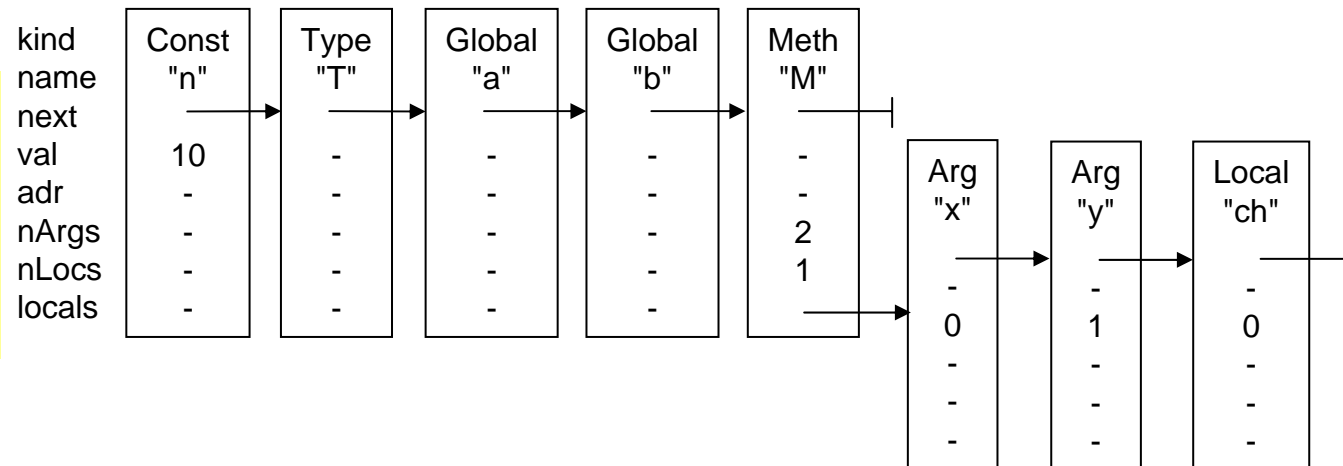 kind Const Type Global Global Meth
name "n" "T" "a" "b" "M"
next
val 10 - - - -
adr - - - - -
nArgs - - - - 2
nLocs - - - - 1
locals - - - -
Arg Arg Local
"x" "y" "ch"
- - -
0 1 0
- - -
- - -
- - -